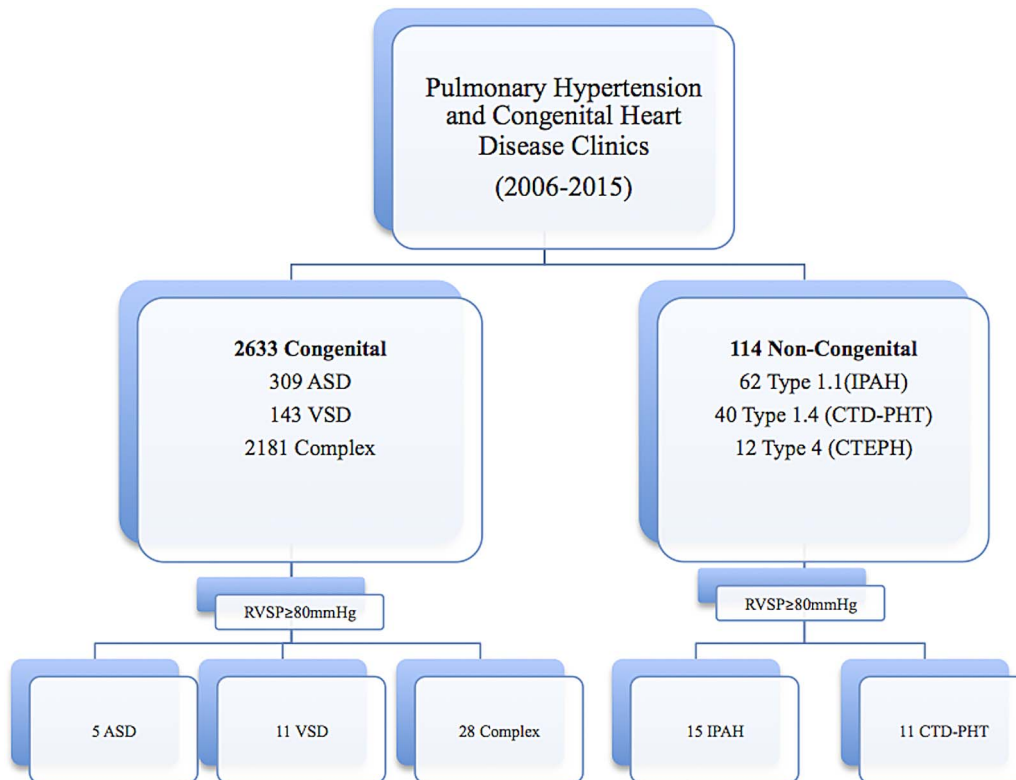 Pulmonary Hypertension
and Congenital Heart
Disease Clinics
(2006-2015)
2633 Congenital
309 ASD
143 VSD
2181 Complex
114 Non-Congenital
62 Type 1.1(IPAH)
40 Type 1.4 (CTD-PHT)
12 Type 4 (CTEPH)
RVSP≥80mmHg
RVSP≥80mmHg
5 ASD
11 VSD
28 Complex
15 IPAH
11 CTD-PHT